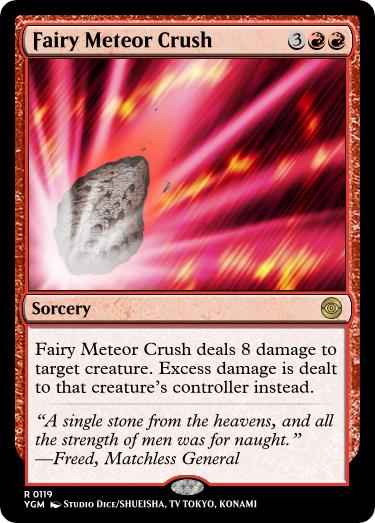 Fairy Meteor Crush 3
Sorcery
Fairy Meteor Crush deals 8 damage to
target creature. Excess damage is dealt
to that creature's controller instead.
“A single stone from the heavens, and all
the strength of men was for naught.”
—Freed, Matchless General
R 0119
YGM Studio Dice/SHUEISHA, TV TOKYO, KONAMI